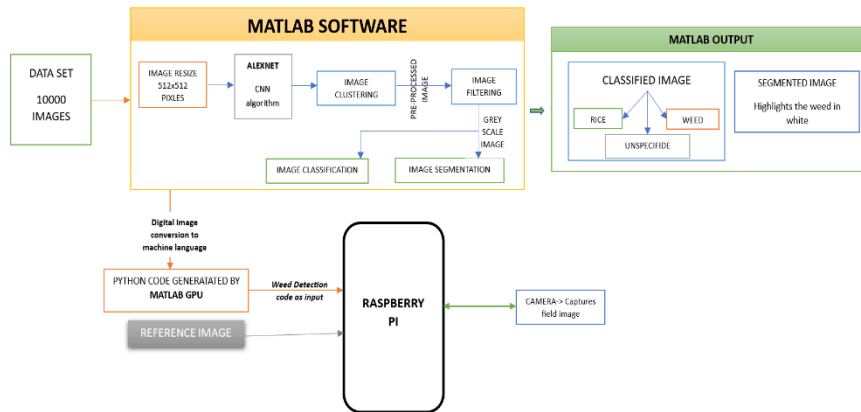 MATLAB SOFTWARE
DATA SET
10000
IMAGES
IMAGE RESIZE
512x512
PIXLES
ALEXNET
CNN
algorithm
IMAGE
CLUSTERING
PRE-PROCESSED
IMAGE
IMAGE
FILTERING
GREY
SCALE
IMAGE
IMAGE CLASSIFICATION
IMAGE SEGMENTATION
MATLAB OUTPUT
CLASSIFIED IMAGE
RICE
WEED
UNSPECIFIDE
SEGMENTED IMAGE
Highlights the weed in
white
Digital Image
conversion to
machine language
PYTHON CODE GENERATATED BY
MATLAB GPU
Weed Detection
code as input
REFERENCE IMAGE
RASPBERRY
PI
CAMERA-> Captures
field image